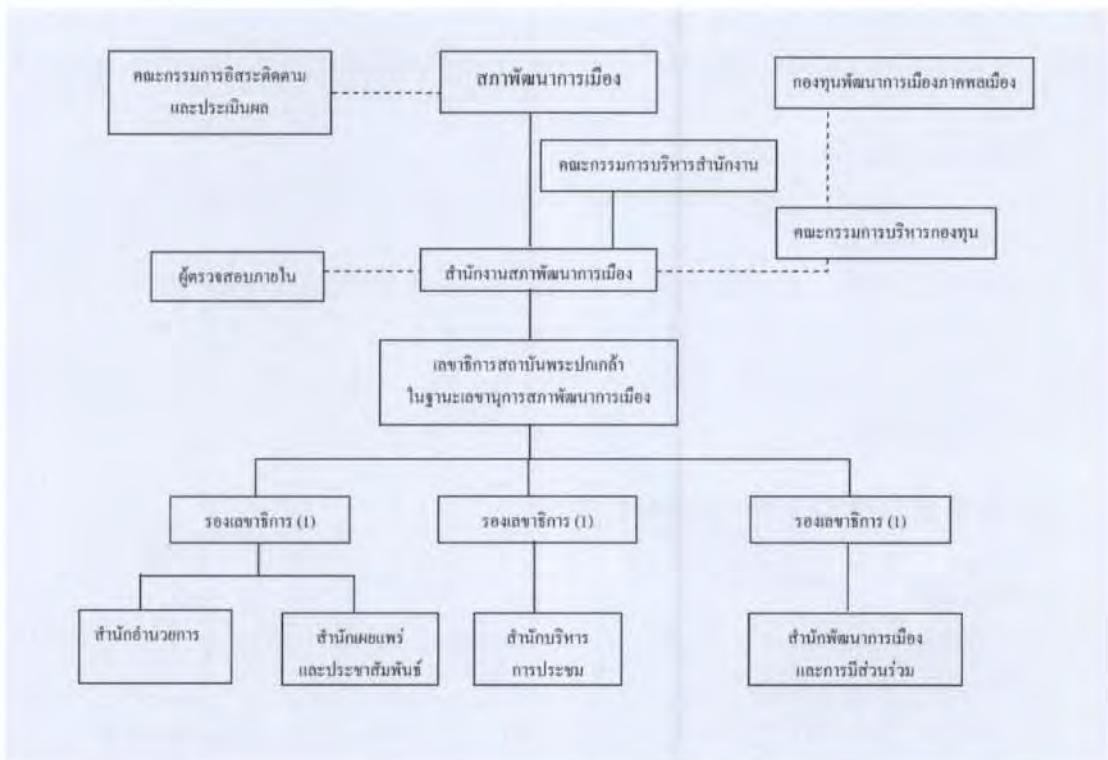 คณะกรรมการอิสระติดตาม
และประเมินผล
สภาพัฒนาการเมือง
กองทุนพัฒนาการเมืองภาคพลเมือง
คณะกรรมการบริหารสำนักงาน
คณะกรรมการบริหารกองทุน
ผู้ตรวจสอบภายใน
สำนักงานสภาพัฒนาการเมือง
เลขาธิการสถาบันพระปกเกล้า
ในฐานะเลขานุการสภาพัฒนาการเมือง
รองเลขาธิการ (1)
รองเลขาธิการ (1)
รองเลขาธิการ (1)
สำนักอำนวยการ
สำนักเผยแพร่
และประชาสัมพันธ์
สำนักบริหาร
การประชุม
สำนักพัฒนาการเมือง
และการมีส่วนร่วม